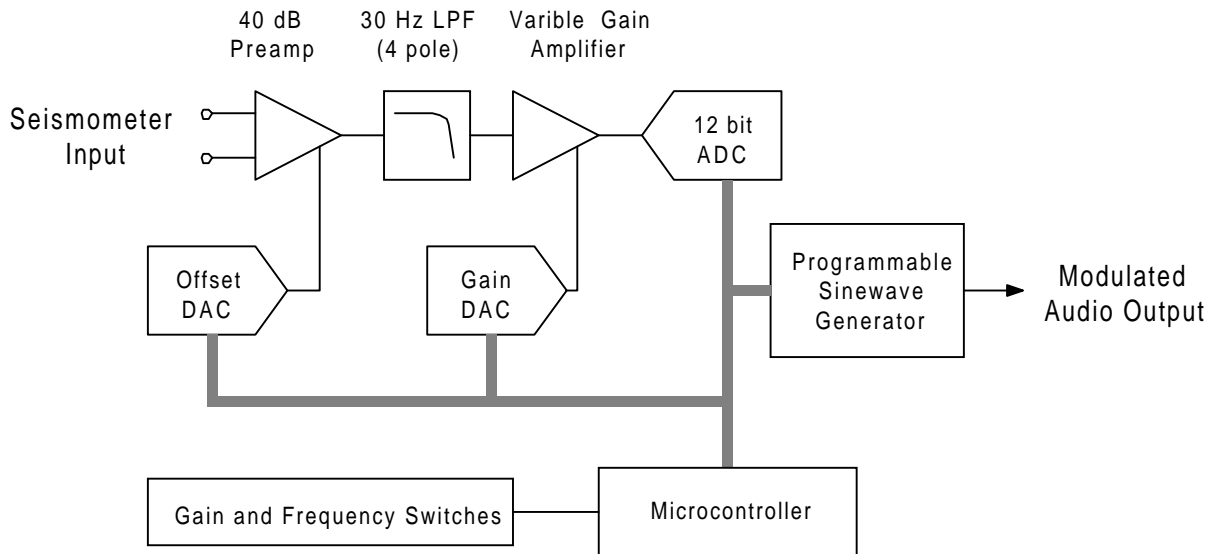 40 dB
Preamp
30 Hz LPF
(4 pole)
Varible Gain
Amplifier
Seismometer
Input
12 bit
ADC
Offset
DAC
Gain
DAC
Programmable
Sinewave
Generator
Modulated
Audio Output
Gain and Frequency Switches
Microcontroller